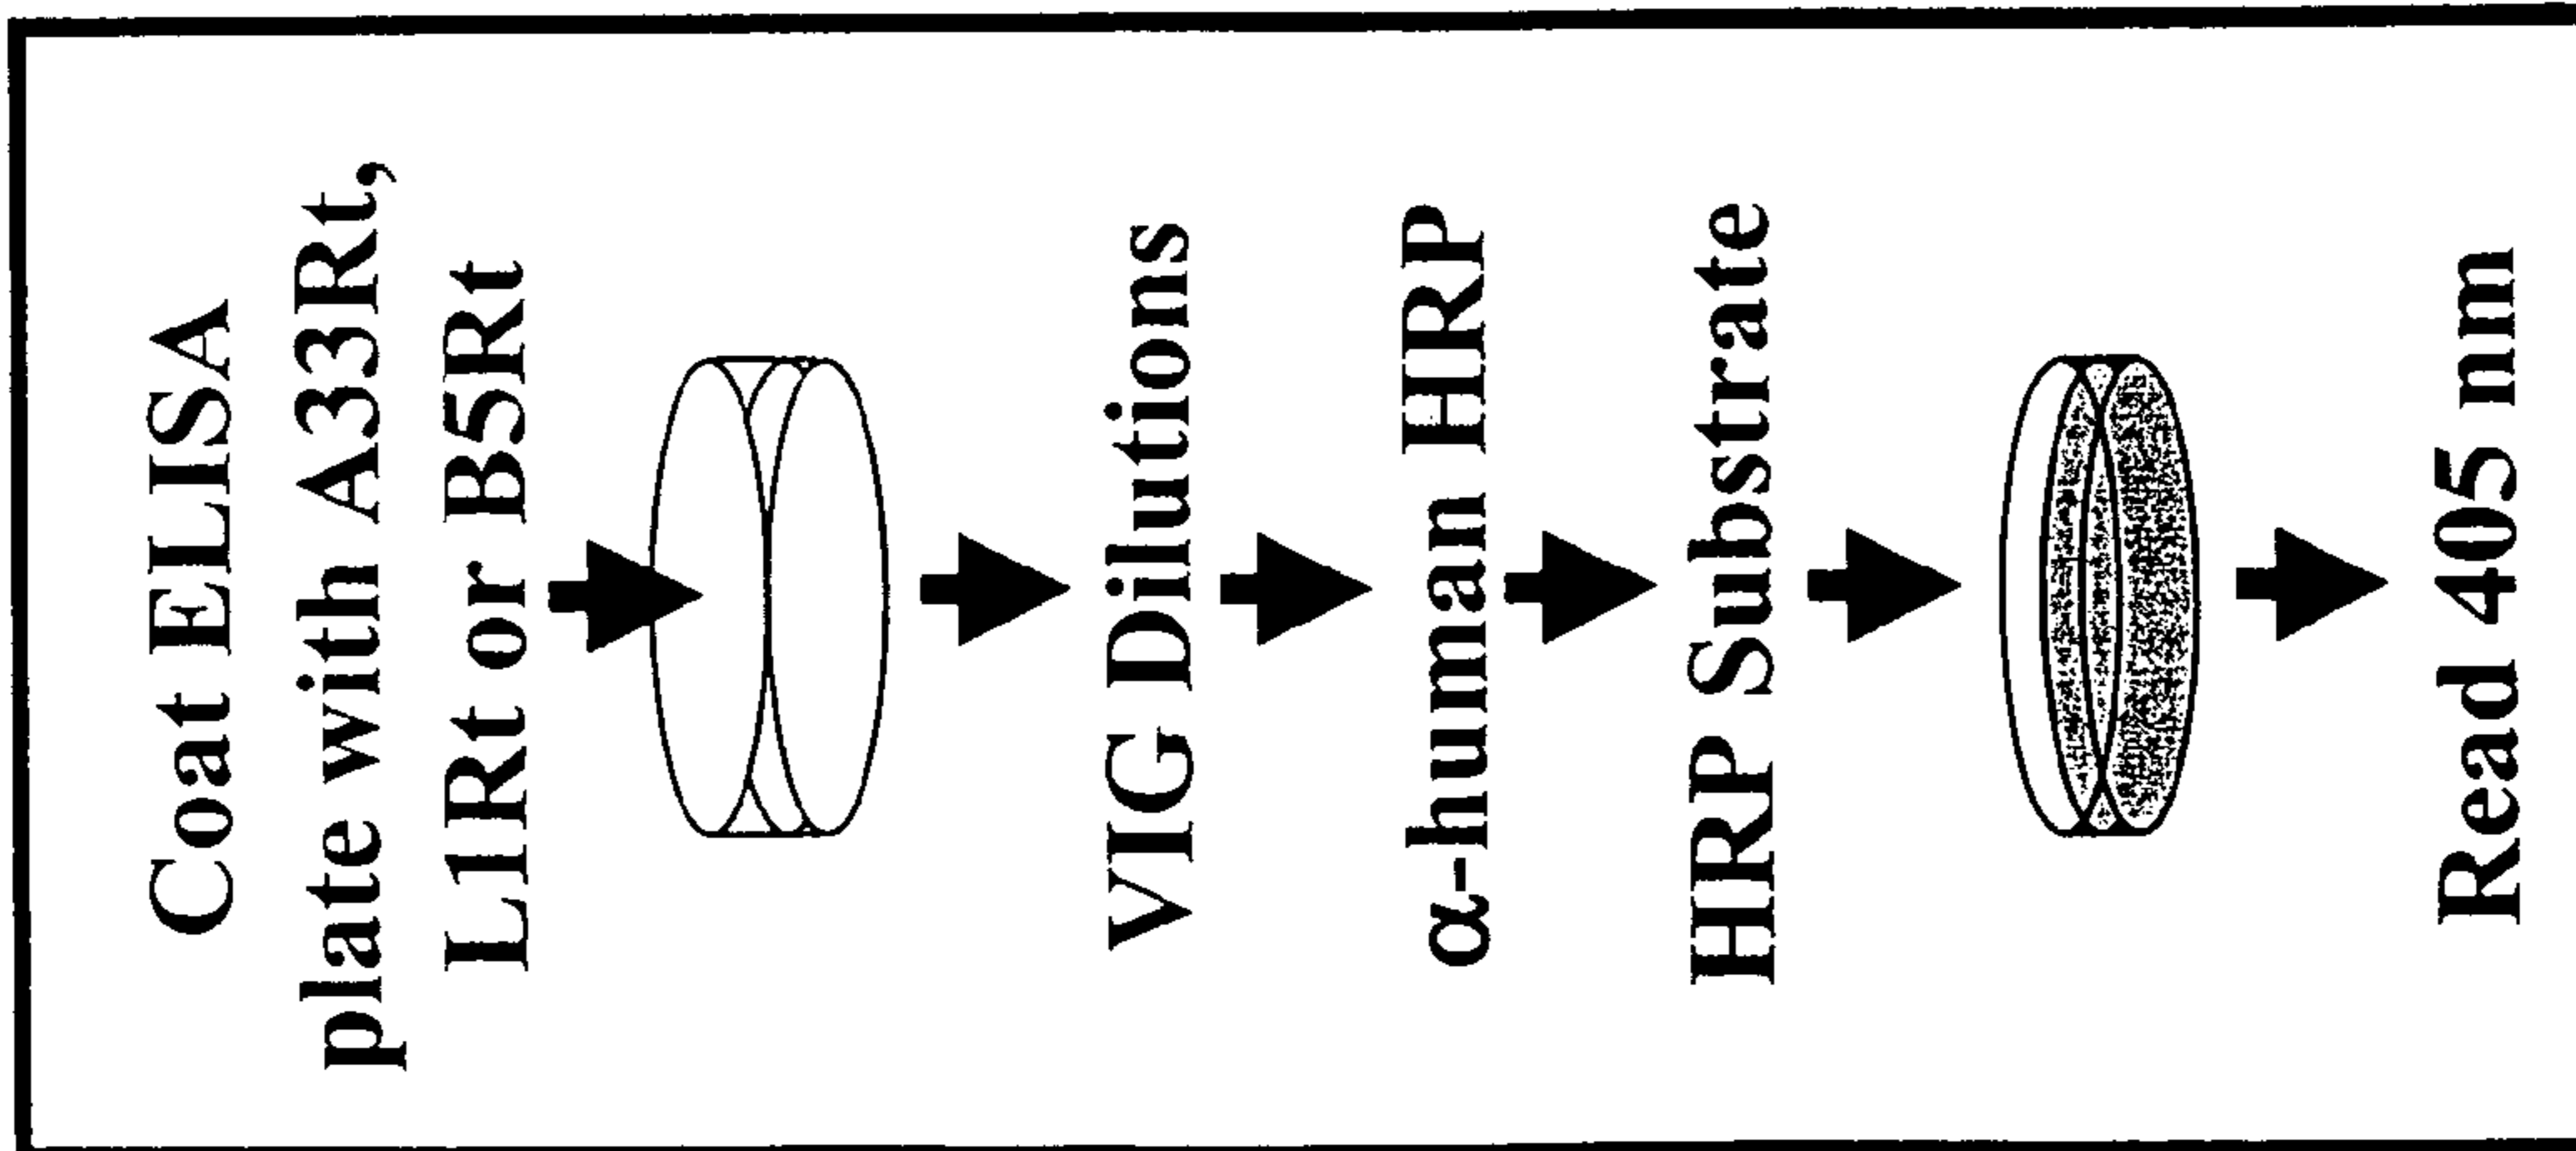 Coat ELISA
plate with A33Rt,
L1Rt or B5Rt
VIG Dilutions
α-human HRP
HRP Substrate
Read 405 nm